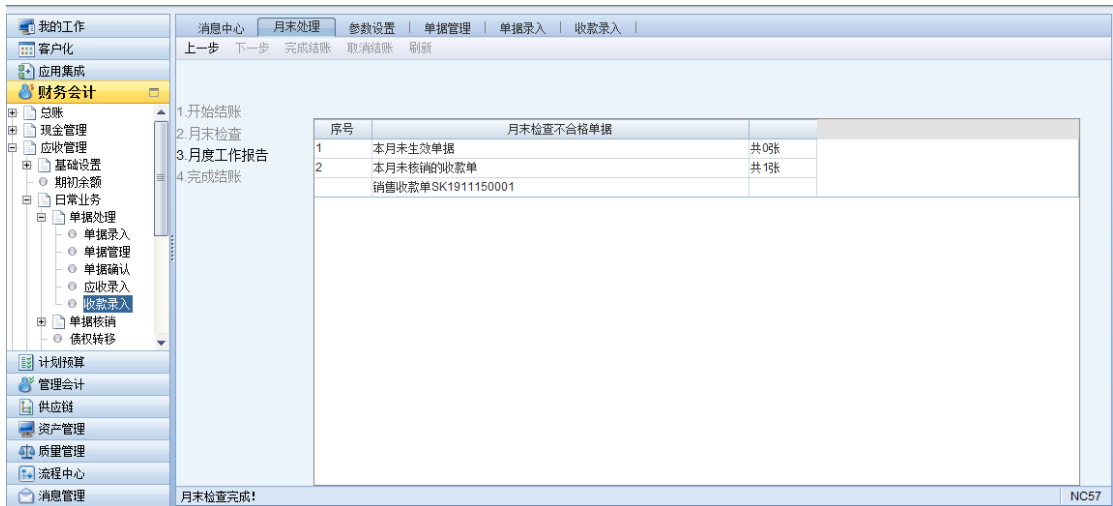 我的工作
客户化
应用集成
财务会计
总账
现金管理
应收管理
基础设置
期初余额
日常业务
单据处理
单据录入
单据管理
单据确认
应收录入
收款录入
单据核销
债权转移
计划预算
管理会计
供应链
资产管理
质量管理
流程中心
消息管理
消息中心 月末处理 参数设置 单据管理 单据录入 收款录入
上一步 下一步 完成结账 取消结账 刷新
1.开始结账
2.月末检查
3.月度工作报告
4.完成结账
序号 月末检查不合格单据
1 本月未生效单据 共0张
2 本月未核销的收款单 共1张
销售收款单SK1911150001
月末检查完成! NC57